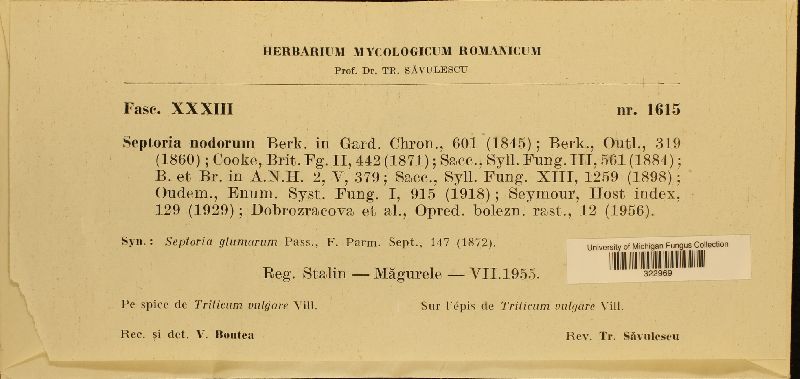 HERBARIUM MYCOLOGICUM ROMANICUM
Prof. Dr. TR. SĂVULESCU
Fasc. XXXIII nr. 1615
Septoria nodorum Berk. in Gard. Chron., 601 (1845); Berk., Outl., 319
(1860); Cooke, Brit. Fg. II, 442 (1871); Sacc., Syll. Fung. III, 561 (1884);
B. et Br. in A.N.H. 2, V, 379; Sacc., Syll. Fung. XIII, 1259 (1898);
Oudem., Enum. Syst. Fung. I, 915 (1918); Seymour, Host index,
129 (1929); Dobrozracova et al., Opred. bolezn. rast., 12 (1956).
Syn.: Septoria glumarum Pass., F. Parm. Sept., 147 (1872).
University of Michigan Fungus Collection
322969
Reg. Stalin — Măgurele — VII.1955.
Pe spice de Triticum vulgare Vill. Sur l'épis de Triticum vulgare Vill.
Rec. și det. V. Bontea Rev. Tr. Săvulescu